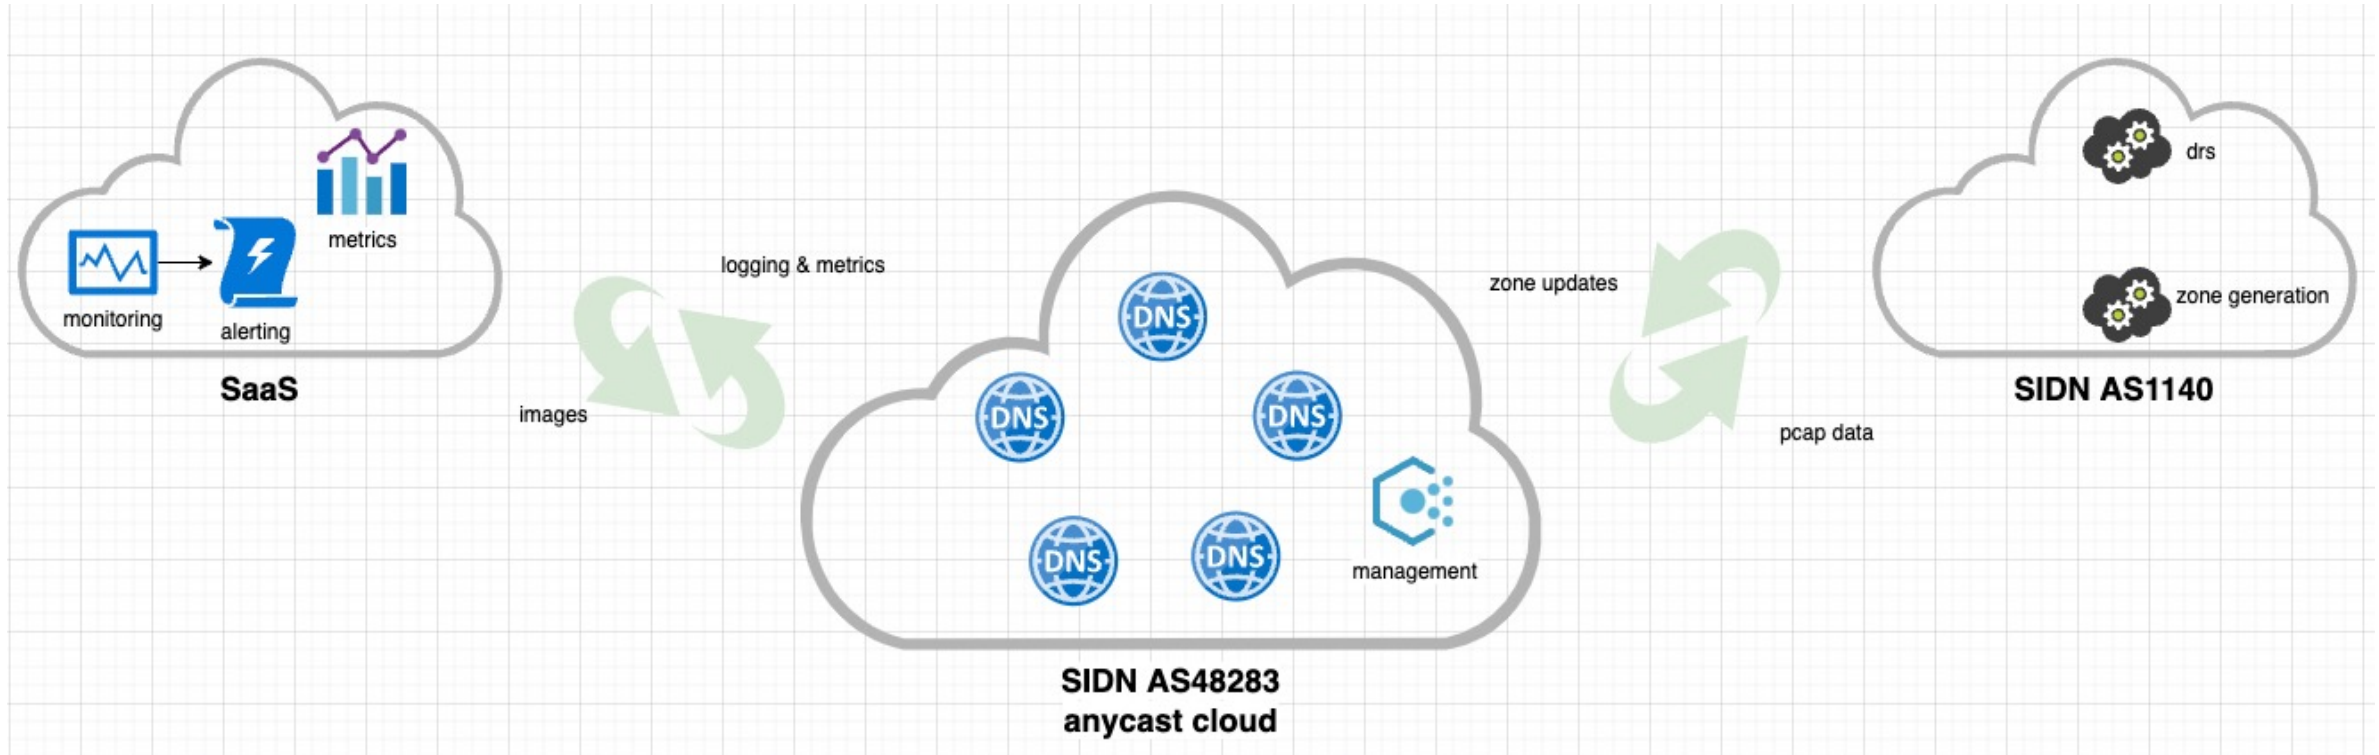 metrics
monitoring
alerting
SaaS
logging & metrics
images
DNS
DNS
DNS
DNS
DNS
management
SIDN AS48283
anycast cloud
zone updates
pcap data
drs
zone generation
SIDN AS1140